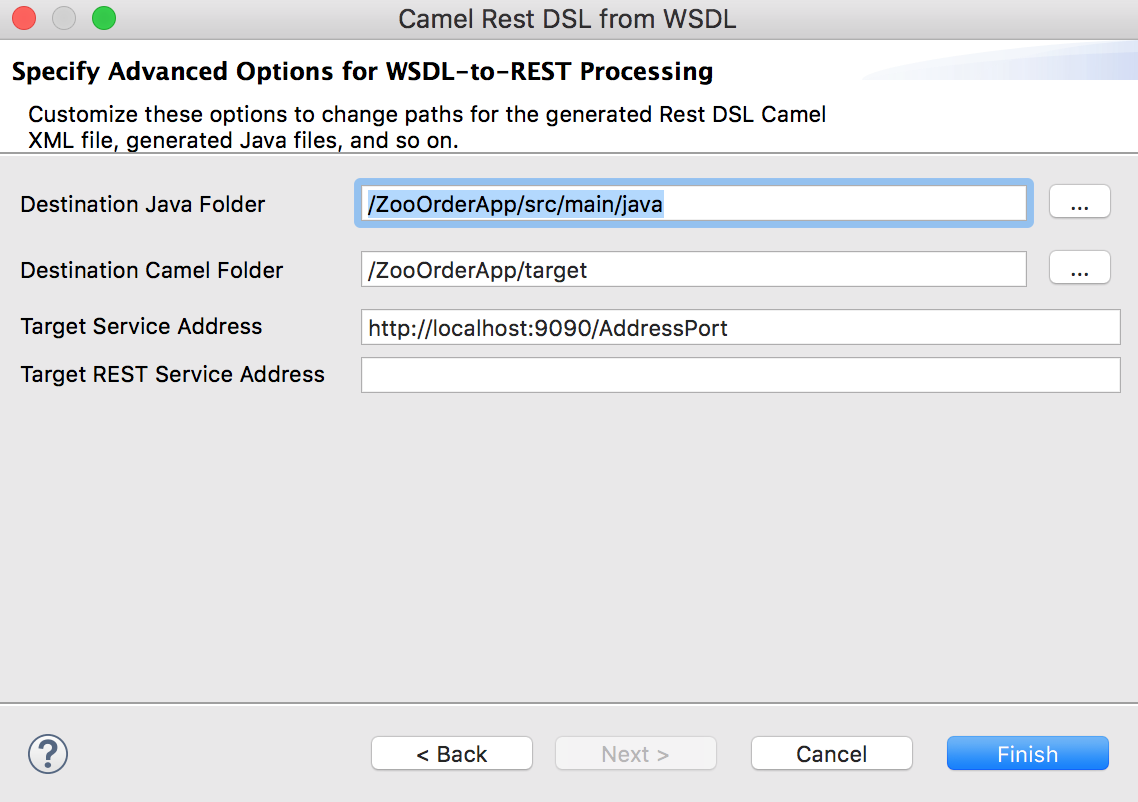 Camel Rest DSL from WSDL
Specify Advanced Options for WSDL-to-REST Processing
Customize these options to change paths for the generated Rest DSL Camel
XML file, generated Java files, and so on.
Destination Java Folder /ZooOrderApp/src/main/java ...
Destination Camel Folder /ZooOrderApp/target ...
Target Service Address http://localhost:9090/AddressPort
Target REST Service Address
? < Back Next > Cancel Finish